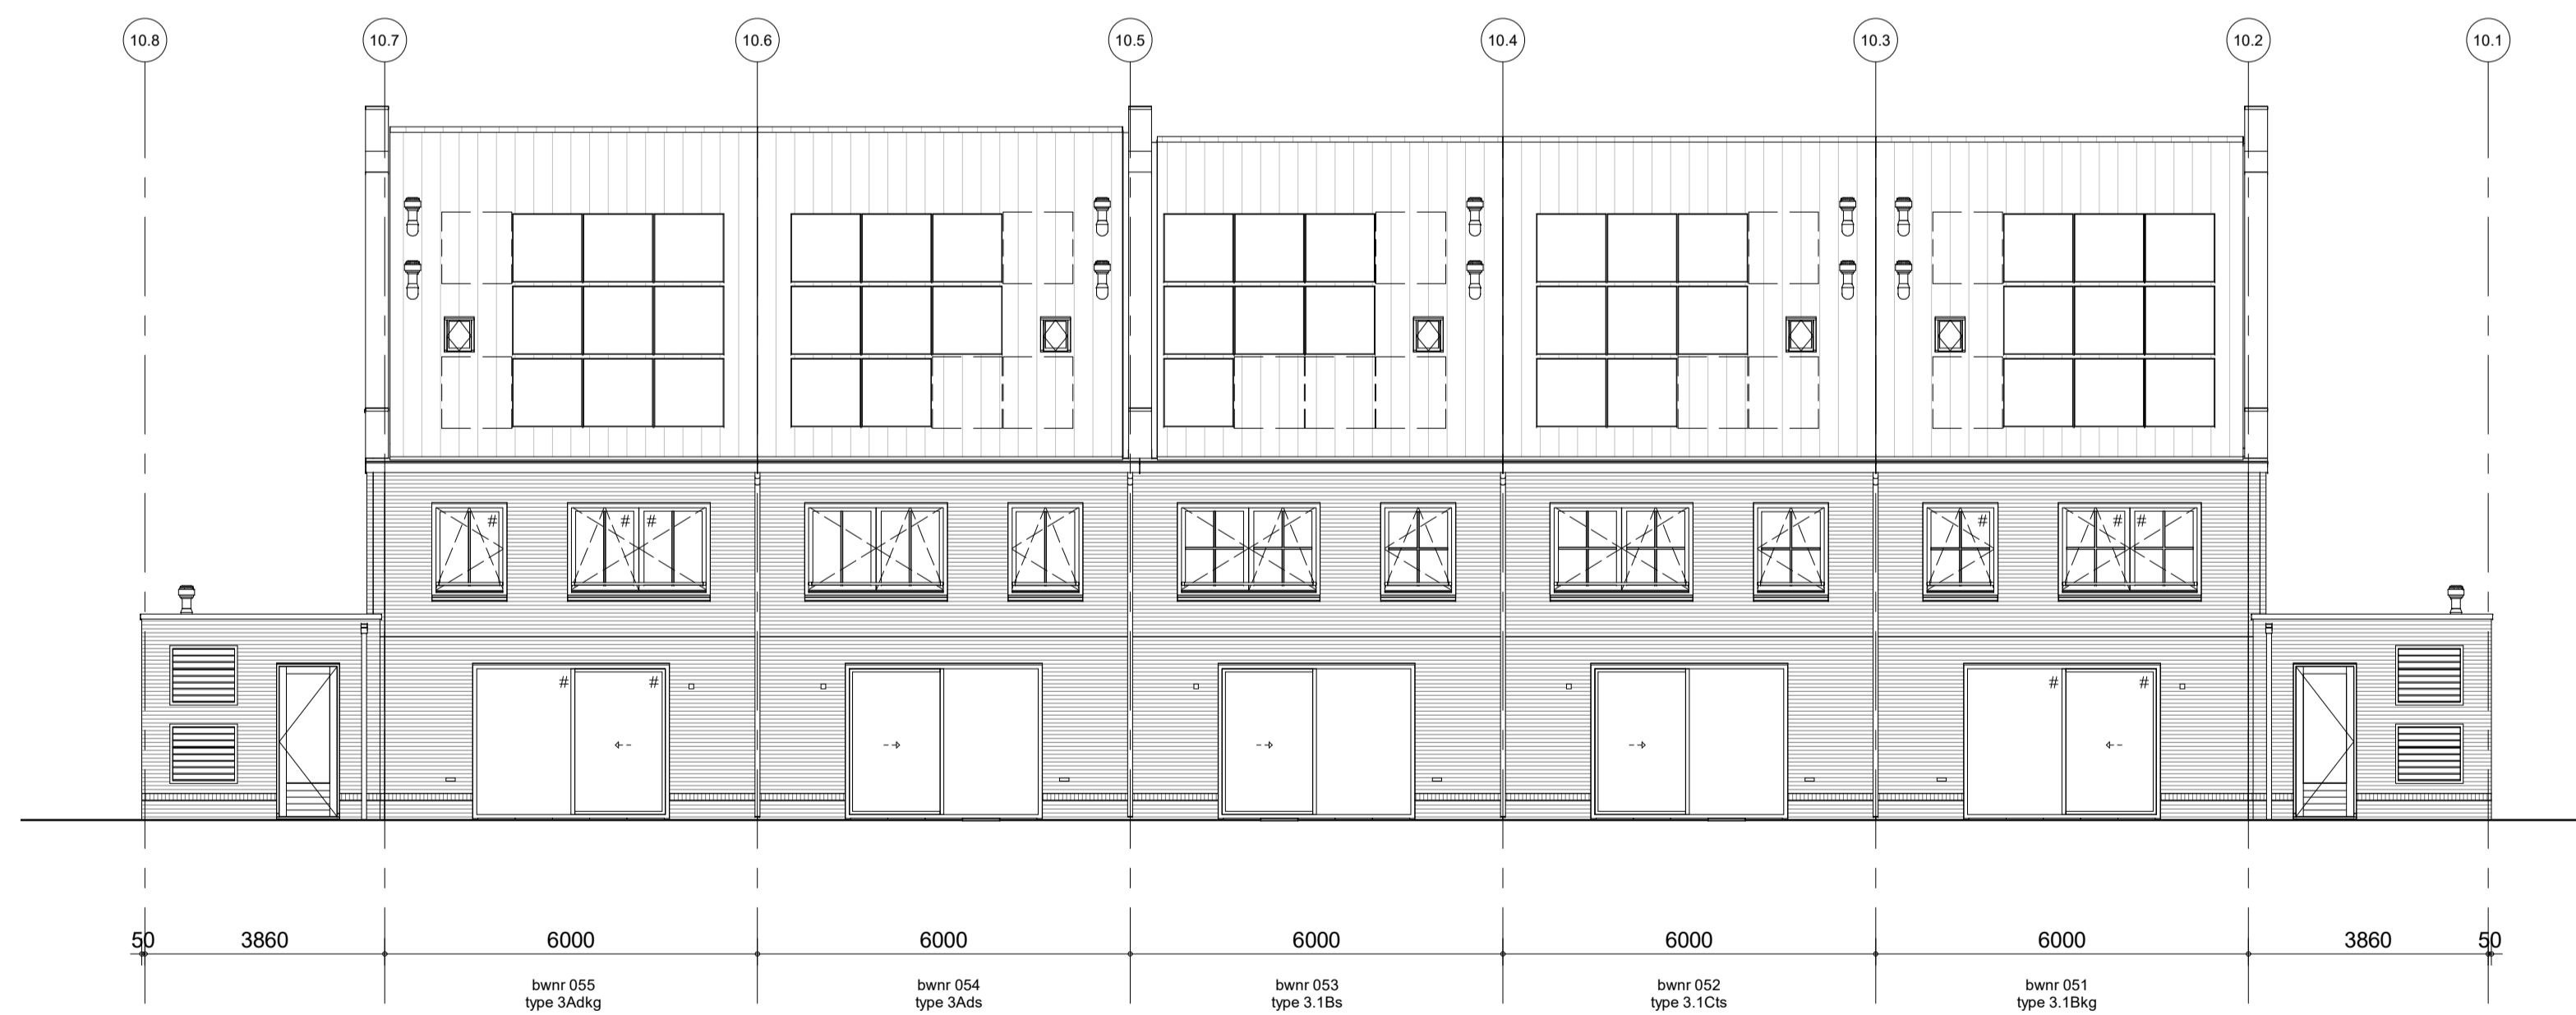 10.8 10.7 10.6 10.5 10.4 10.3 10.2 10.1
# # # # # #
# # # #
50 3860 6000 6000 6000 6000 6000 3860 50
bwnr 055 bwnr 054 bwnr 053 bwnr 052 bwnr 051
type 3Adkg type 3Ads type 3.1Bs type 3.1Cts type 3.1Bkg